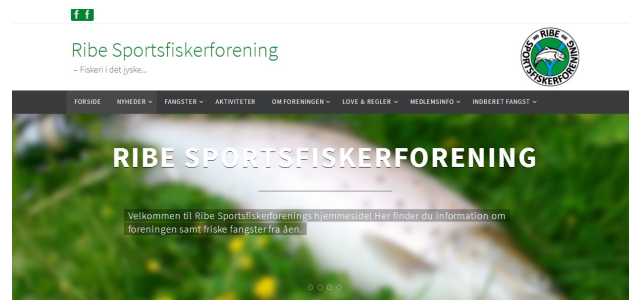 f f
Ribe Sportsfiskerforening
– Fiskeri i det jyske...
RIBE
SPORTSFISKERFORENING
FORSIDE NYHEDER FANGSTER AKTIVITETER OM FORENINGEN LOVE & REGLER MEDLEMSINFO INDBERET FANGST
RIBE SPORTSFISKERFORENING
Velkommen til Ribe Sportsfiskerforenings hjemmeside! Her finder du information om
foreningen samt friske fangster fra åen.